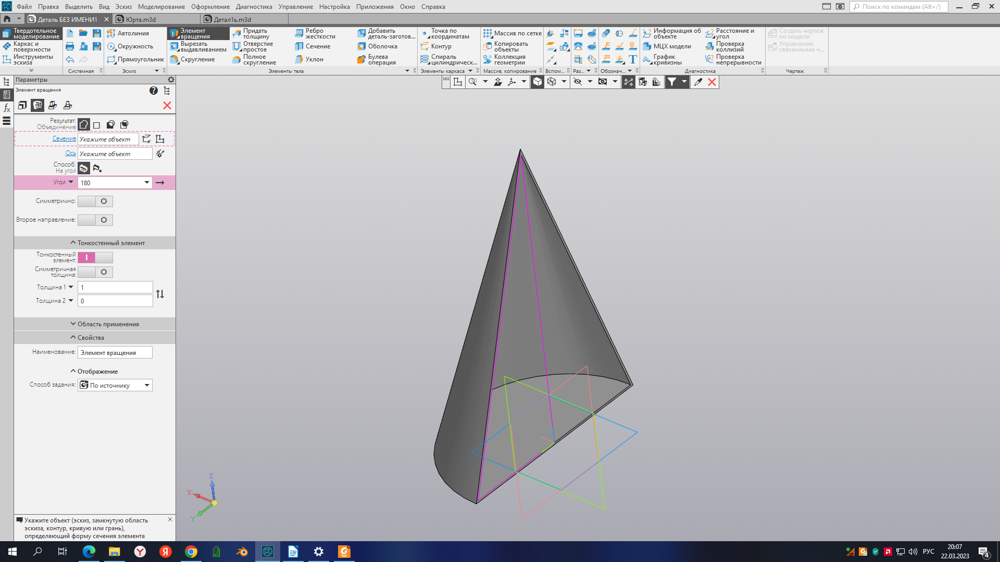 Файл Правка Выделить Вид Эскиз Моделирование Оформление Диагностика Управление Настройка Приложения Окно Справка
Поиск по командам (Alt+/)
Деталь БЕЗ ИМЕНИ1
Юрта.m3d
Детал1ь.m3d
Твердотельное моделирование
Каркас и поверхности
Инструменты эскиза
Системная
Автолиния
Окружность
Прямоугольник
Эскиз
Элемент вращения
Вырезать выдавливанием
Скругление
Придать толщину
Отверстие простое
Полное скругление
Ребро жесткости
Сечение
Уклон
Добавить деталь-заготов...
Оболочка
Булева операция
Элементы тела
Точка по координатам
Контур
Спираль цилиндрическ...
Элементы каркаса
Массив по сетке
Копировать объекты
Коллекция геометрии
Массив, копирование
Вспом...
Раз...
Обознач...
Информация об объекте
МЦХ модели
График кривизны
Расстояние и угол
Проверка коллизий
Проверка непрерывности
Диагностика
Создать чертеж по модели
Управление связанными ч...
Чертеж
Параметры
Элемент вращения
Результат:
Объединение
Сечение Укажите объект
Ось Укажите объект
Способ:
На угол
Угол 180
Симметрично:
Второе направление:
Тонкостенный элемент
Тонкостенный элемент:
Симметричная толщина:
Толщина 1 1
Толщина 2 0
Область применения
Свойства
Наименование: Элемент вращения
Отображение
Способ задания: По источнику
Укажите объект (эскиз, замкнутую область
эскиза, контур, кривую или грань),
определяющий форму сечения элемента
Z
X
Y
РУС
20:07
22.03.2023
4